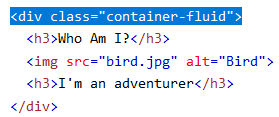 <div class="container-fluid">
<h3>Who Am I?</h3>
<img src="bird.jpg" alt="Bird">
<h3>I'm an adventurer</h3>
</div>